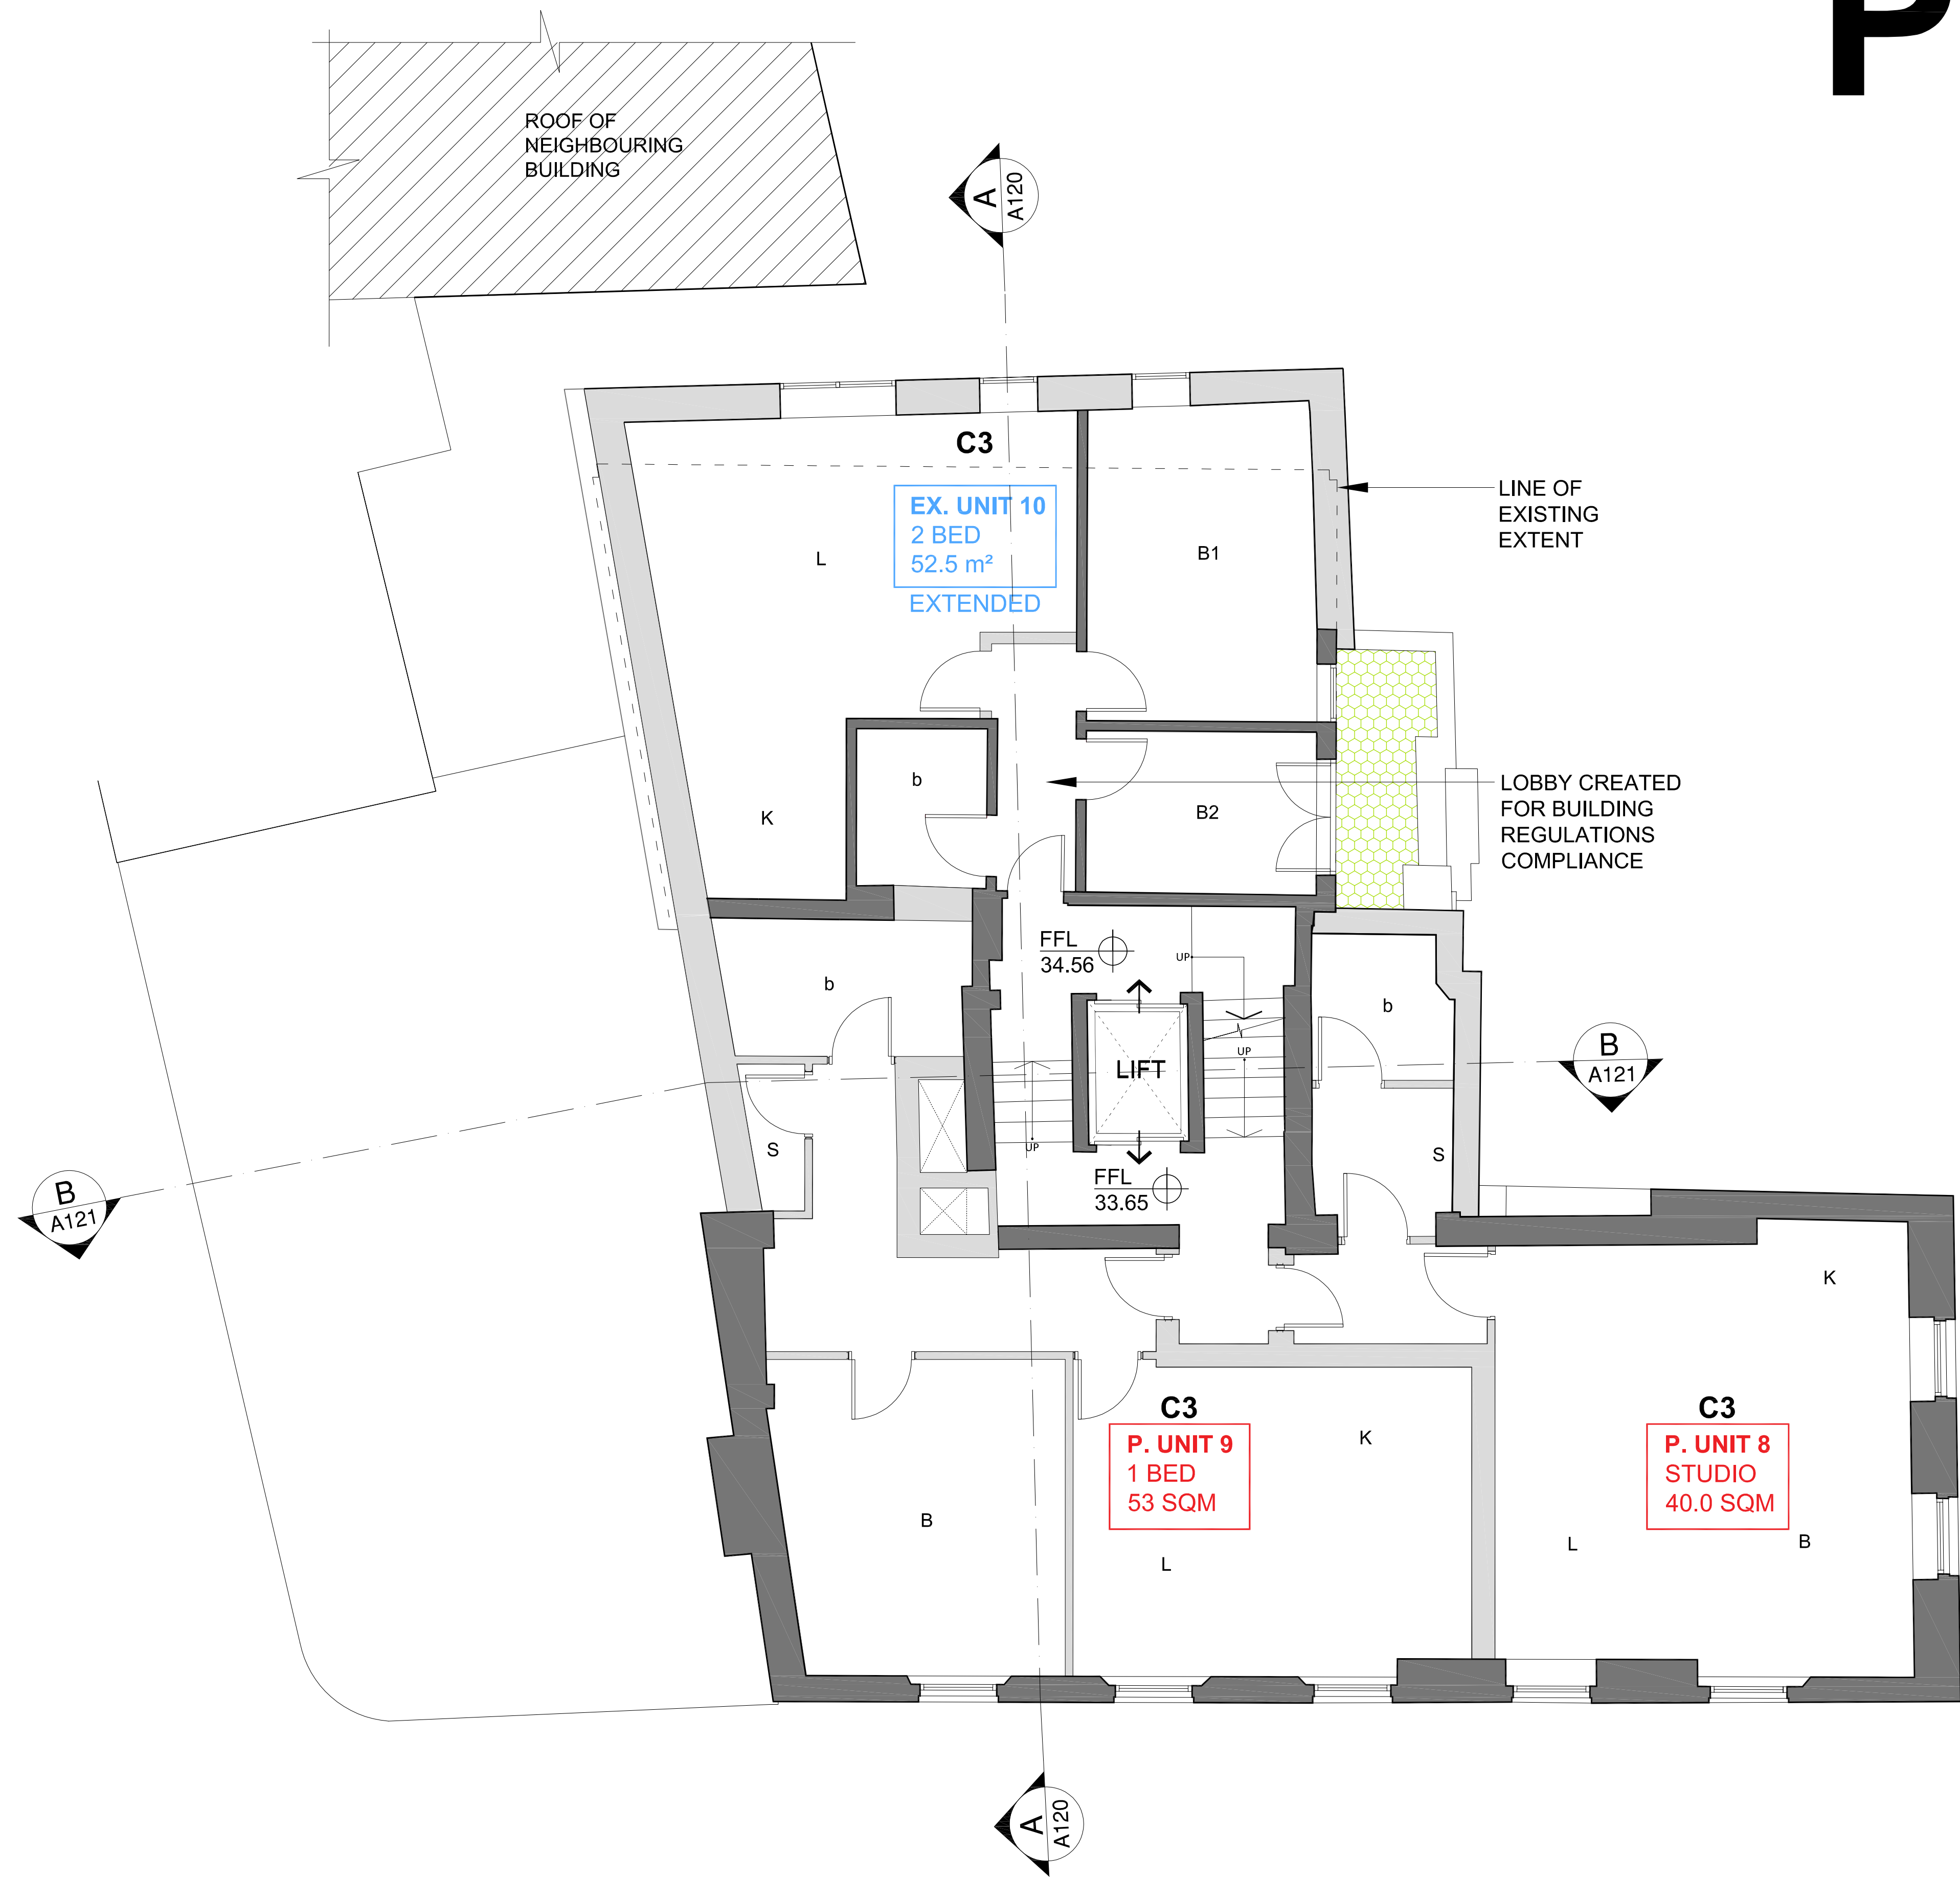 P
ROOF OF
NEIGHBOURING
BUILDING
A
A120
C3
EX. UNIT 10
2 BED
52.5 m²
EXTENDED
L
B1
LINE OF
EXISTING
EXTENT
b
K
B2
LOBBY CREATED
FOR BUILDING
REGULATIONS
COMPLIANCE
FFL
34.56
UP
b
b
UP
LIFT
B
A121
S
UP
S
FFL
33.65
B
A121
K
C3
P. UNIT 9
1 BED
53 SQM
K
C3
P. UNIT 8
STUDIO
40.0 SQM
B
L
L
B
A
A120